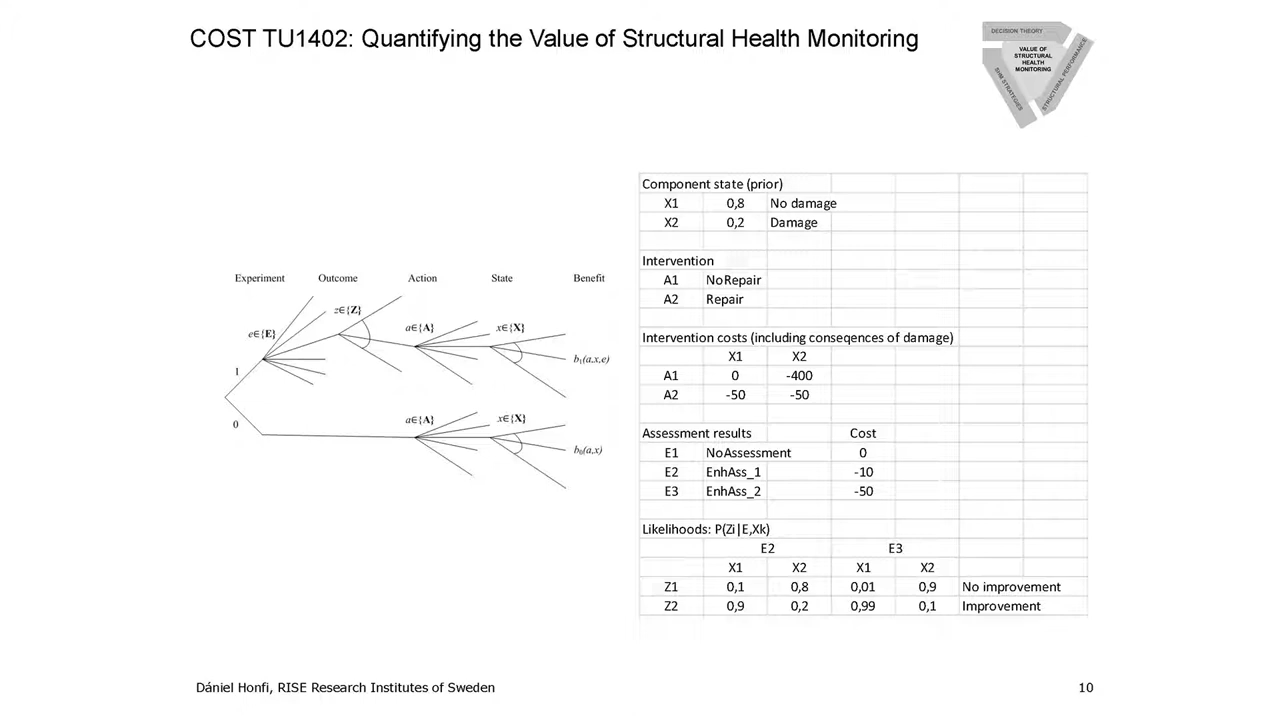 COST TU1402: Quantifying the Value of Structural Health Monitoring
DECISION THEORY
VALUE OF
STRUCTURAL
HEALTH
MONITORING
SHM STRATEGIES
STRUCTURAL PERFORMANCE
Experiment Outcome Action State Benefit
z∈{Z}
e∈{E}
a∈{A} x∈{X}
b₁(a,x,e)
1
0
a∈{A} x∈{X}
b₀(a,x)
Component state (prior)
X1 0,8 No damage
X2 0,2 Damage
Intervention
A1 NoRepair
A2 Repair
Intervention costs (including conseqences of damage)
X1 X2
A1 0 -400
A2 -50 -50
Assessment results Cost
E1 NoAssessment 0
E2 EnhAss_1 -10
E3 EnhAss_2 -50
Likelihoods: P(Zi|E,Xk)
E2 E3
X1 X2 X1 X2
Z1 0,1 0,8 0,01 0,9 No improvement
Z2 0,9 0,2 0,99 0,1 Improvement
Dániel Honfi, RISE Research Institutes of Sweden
10